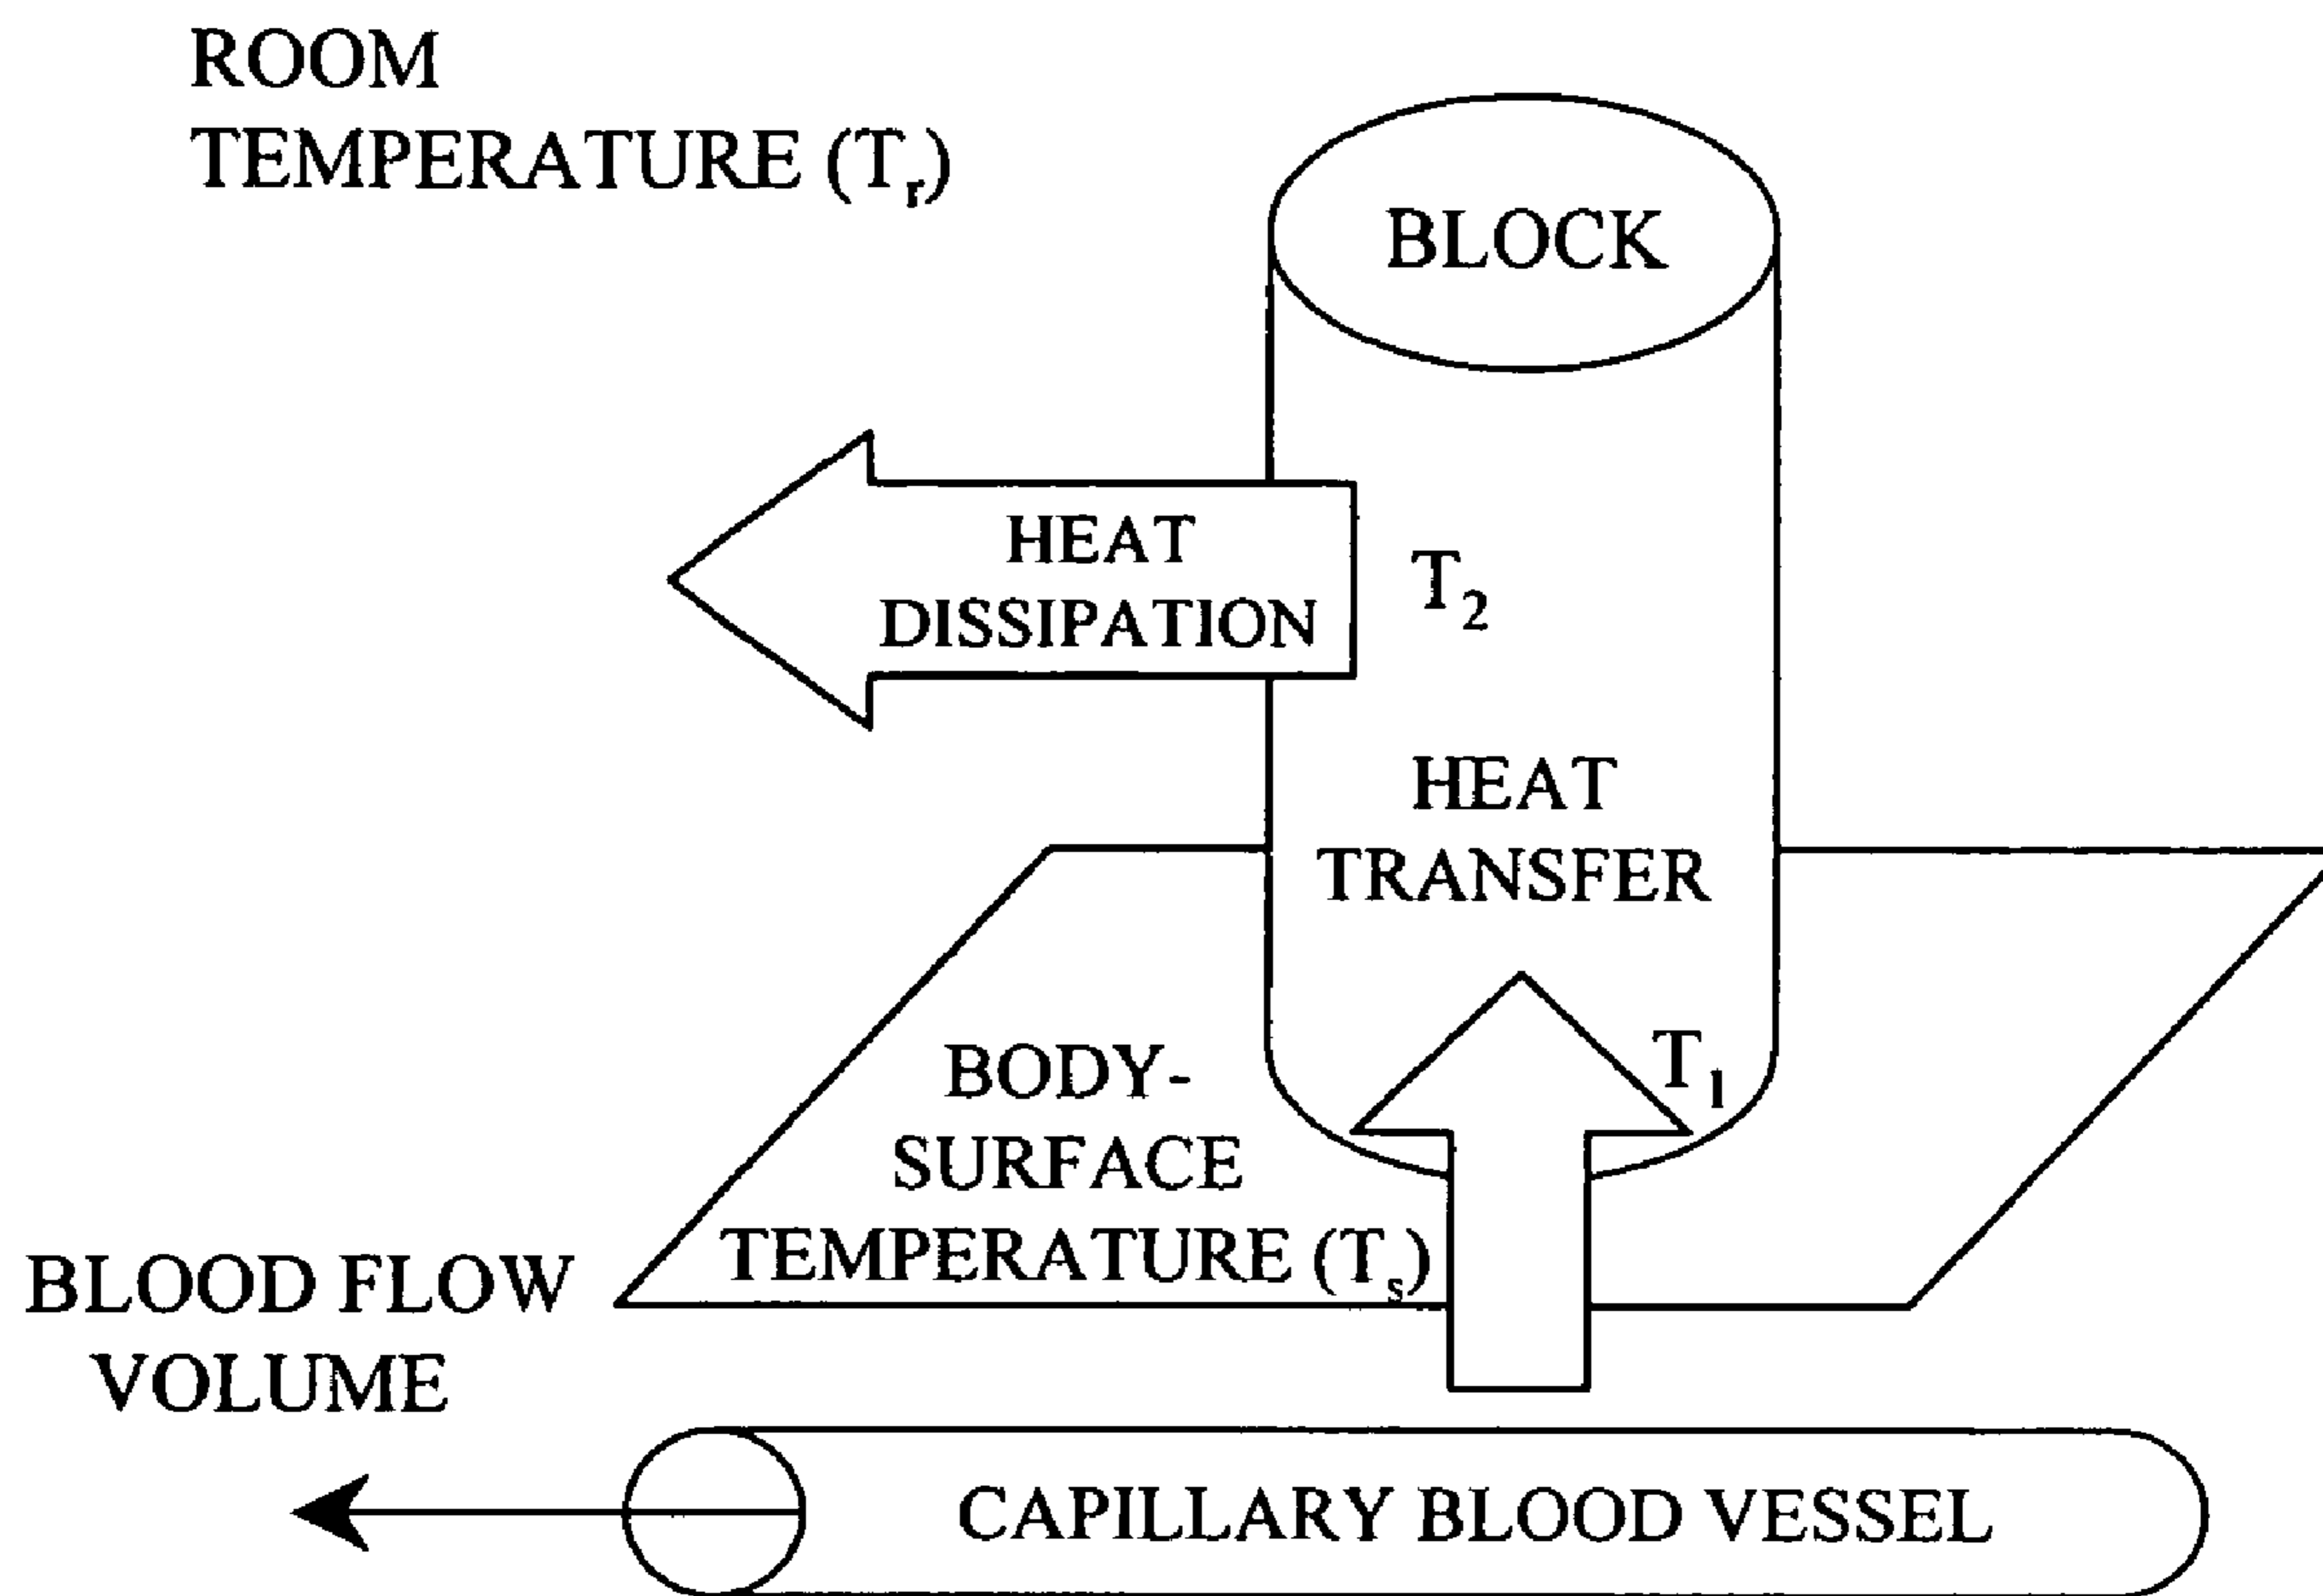 ROOM
TEMPERATURE (Tr)
BLOCK
HEAT
DISSIPATION
T2
HEAT
TRANSFER
T1
BODY-
SURFACE
TEMPERATURE (Ts)
BLOOD FLOW
VOLUME
CAPILLARY BLOOD VESSEL